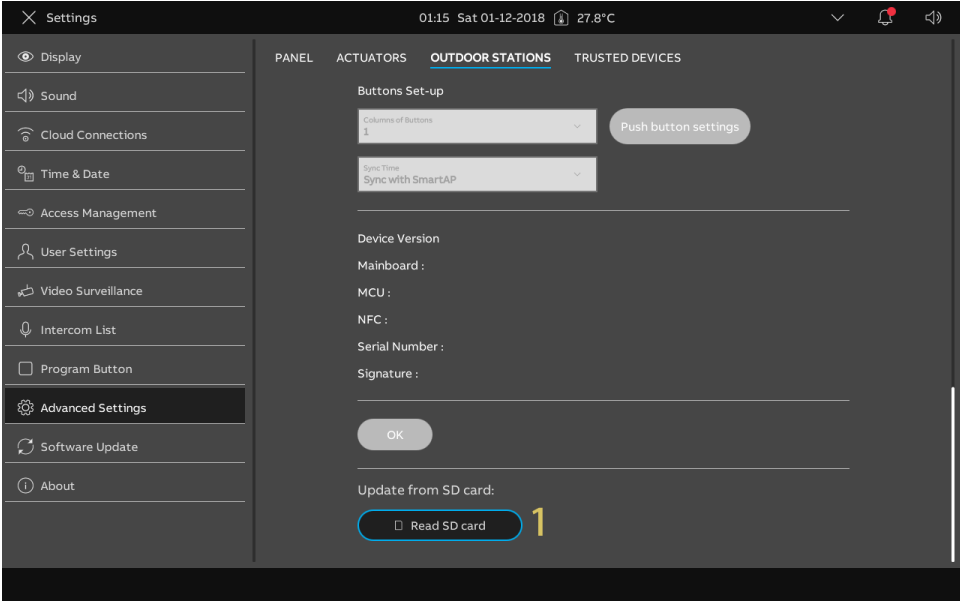 Settings
01:15 Sat 01-12-2018 27.8°C
Display
Sound
Cloud Connections
Time & Date
Access Management
User Settings
Video Surveillance
Intercom List
Program Button
Advanced Settings
Software Update
About
PANEL ACTUATORS OUTDOOR STATIONS TRUSTED DEVICES
Buttons Set-up
Columns of Buttons
1
Push button settings
Sync Time
Sync with SmartAP
Device Version
Mainboard :
MCU :
NFC :
Serial Number :
Signature :
OK
Update from SD card:
Read SD card
1